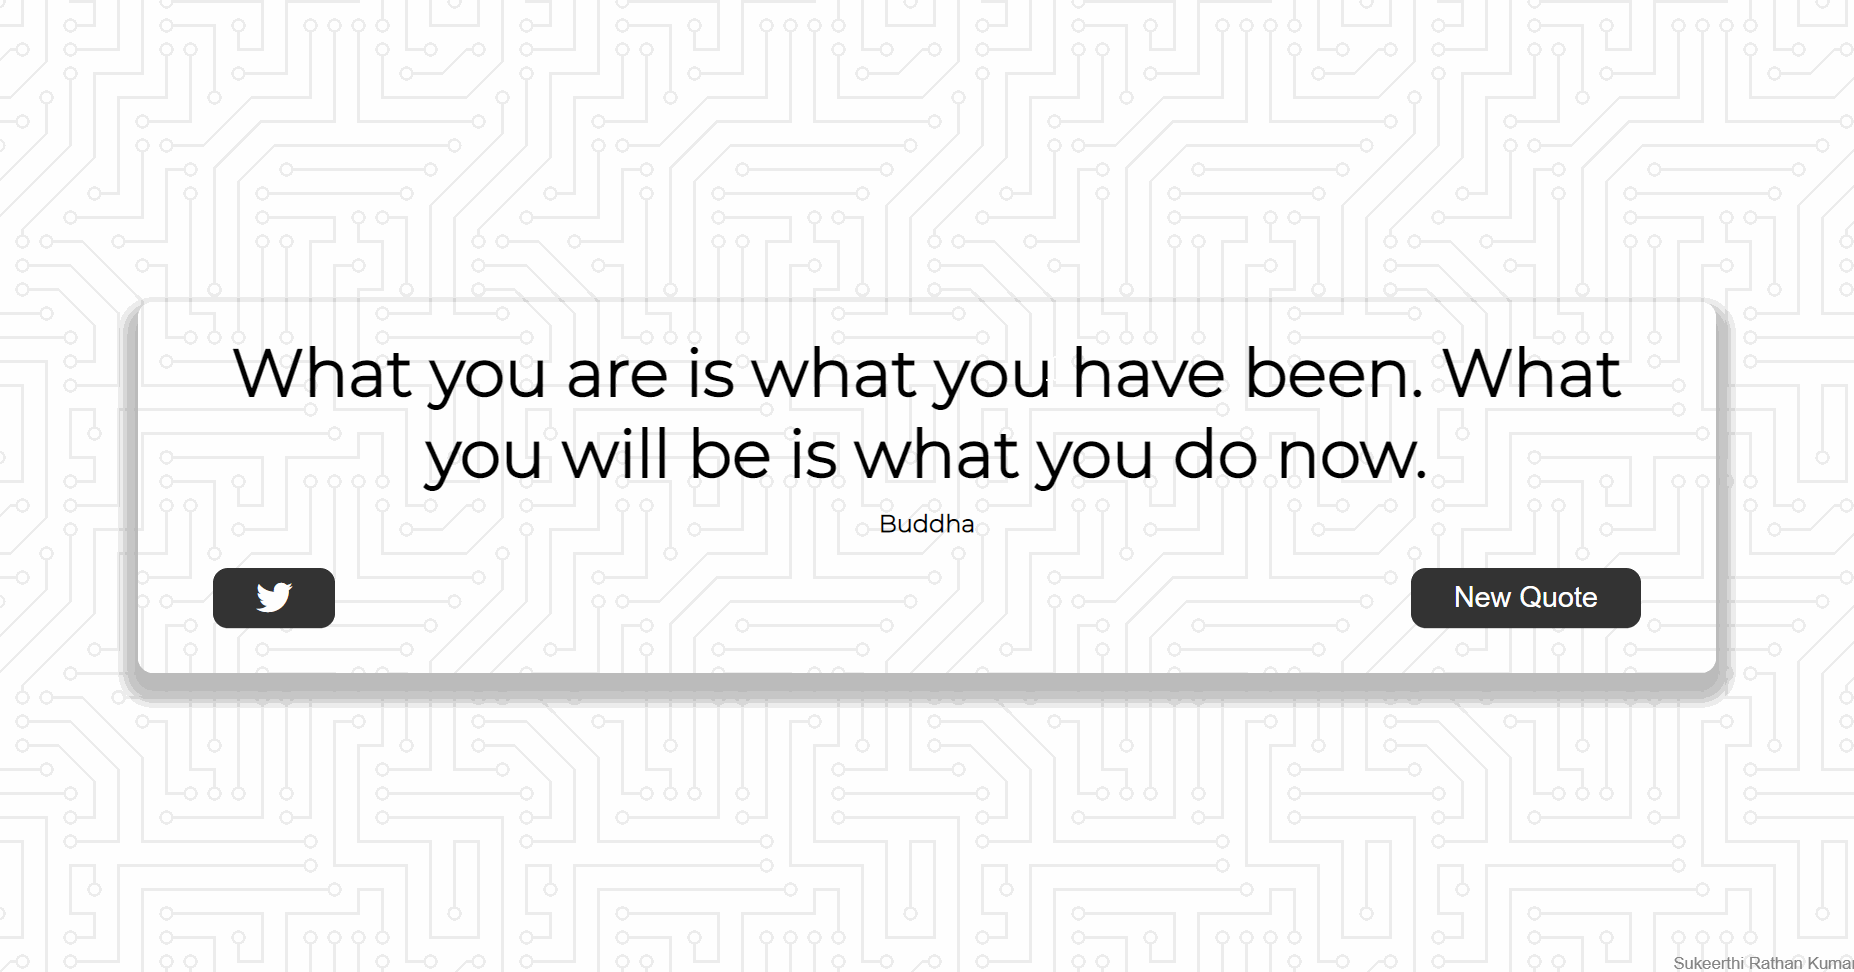 What you are is what you have been. What
you will be is what you do now.
Buddha
New Quote
Sukeerthi Rathan Kumar